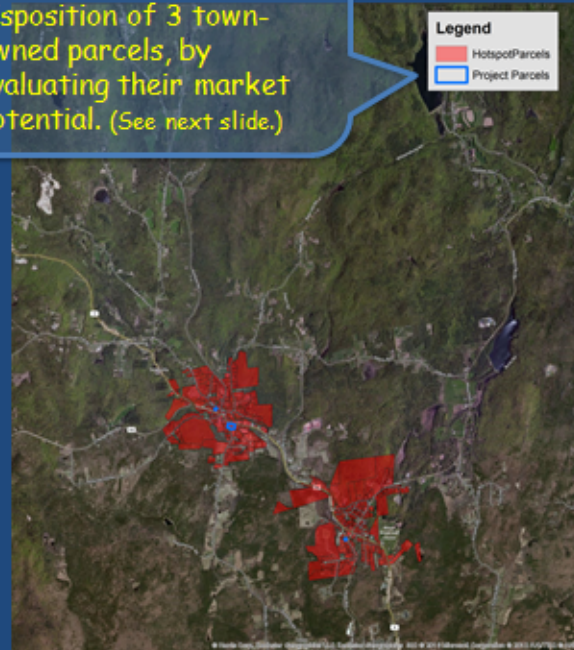 sposition of 3 town-
wned parcels, by
valuating their market
otential. (See next slide.)
Legend
HotspotParcels
Project Parcels